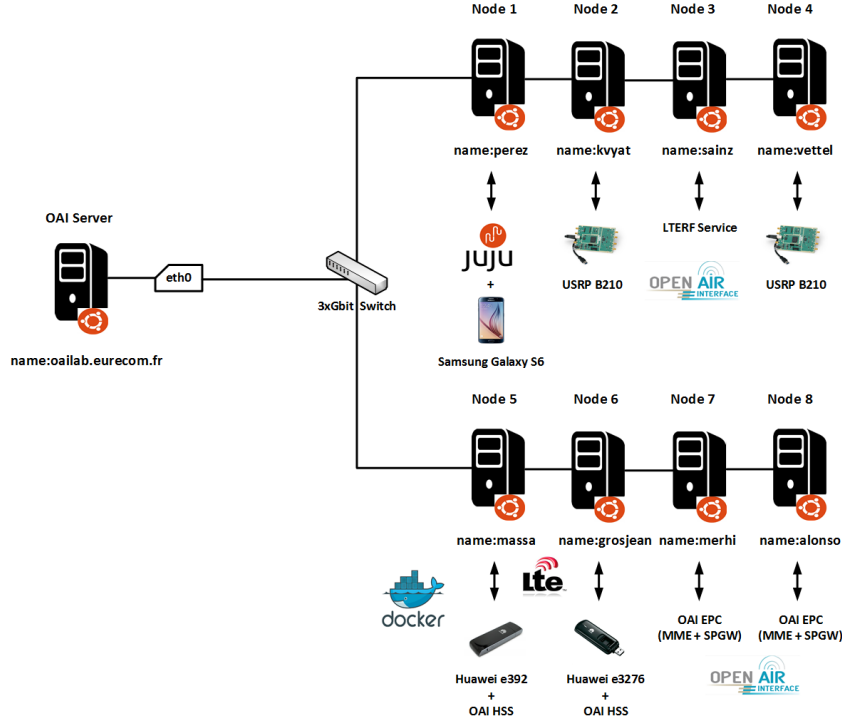 Node 1 Node 2 Node 3 Node 4
name:perez name:kvyat name:sainz name:vettel
OAI Server
eth0
3xGbit Switch
name:oailab.eurecom.fr
juju
+
Samsung Galaxy S6
USRP B210
LTERF Service
OPEN AIR
INTERFACE
USRP B210
Node 5 Node 6 Node 7 Node 8
name:massa name:grosjean name:merhi name:alonso
docker
Lte
Huawei e392
+
OAI HSS
Huawei e3276
+
OAI HSS
OAI EPC
(MME + SPGW)
OAI EPC
(MME + SPGW)
OPEN AIR
INTERFACE